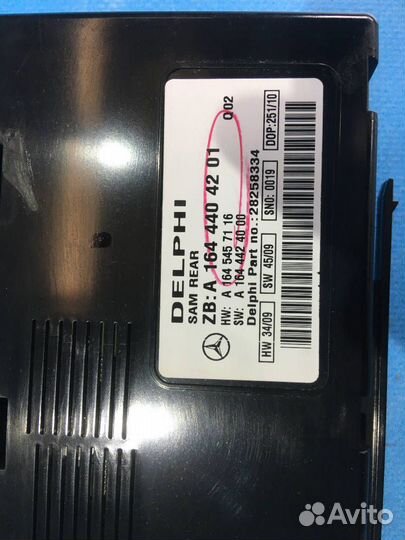 DELPHI
SAM REAR
ZB: A 164 440 42 01
HW: A 164 545 71 16 Q02
SW: A 164 442 40 00
Delphi Part no.: 28258334
HW 34/09 SW 45/09 SNO: 0019 DOP:251/10
Avito